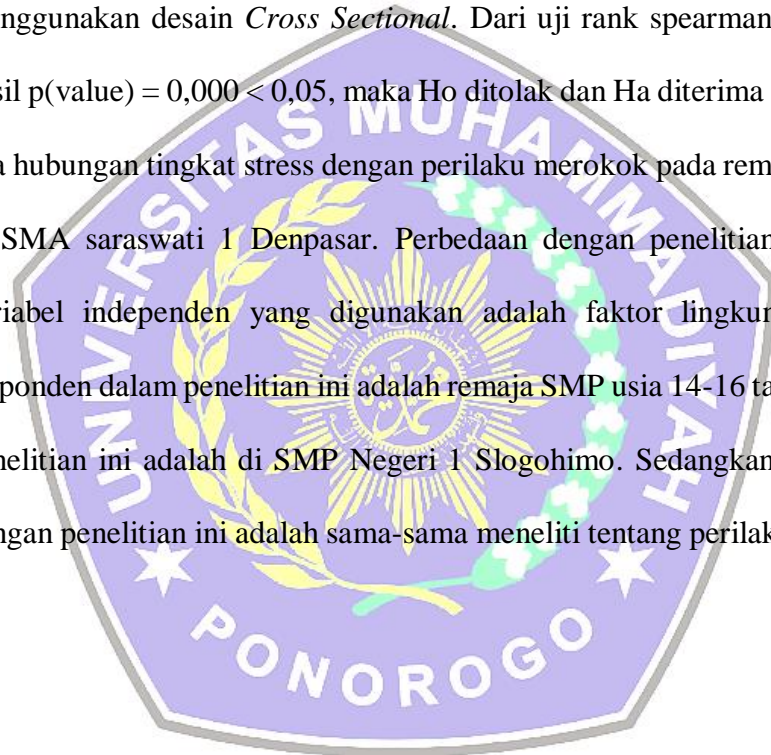 nggunakan desain Cross Sectional. Dari uji rank spearman
sil p(value) = 0,000 < 0,05, maka Ho ditolak dan Ha diterima
a hubungan tingkat stress dengan perilaku merokok pada rem
SMA saraswati 1 Denpasar. Perbedaan dengan penelitian
riabel independen yang digunakan adalah faktor lingkun
ponden dalam penelitian ini adalah remaja SMP usia 14-16 ta
nelitian ini adalah di SMP Negeri 1 Slogohimo. Sedangkan
ngan penelitian ini adalah sama-sama meneliti tentang perilak
UNIVERSITAS MUHAMMADIYAH
PONOROGO